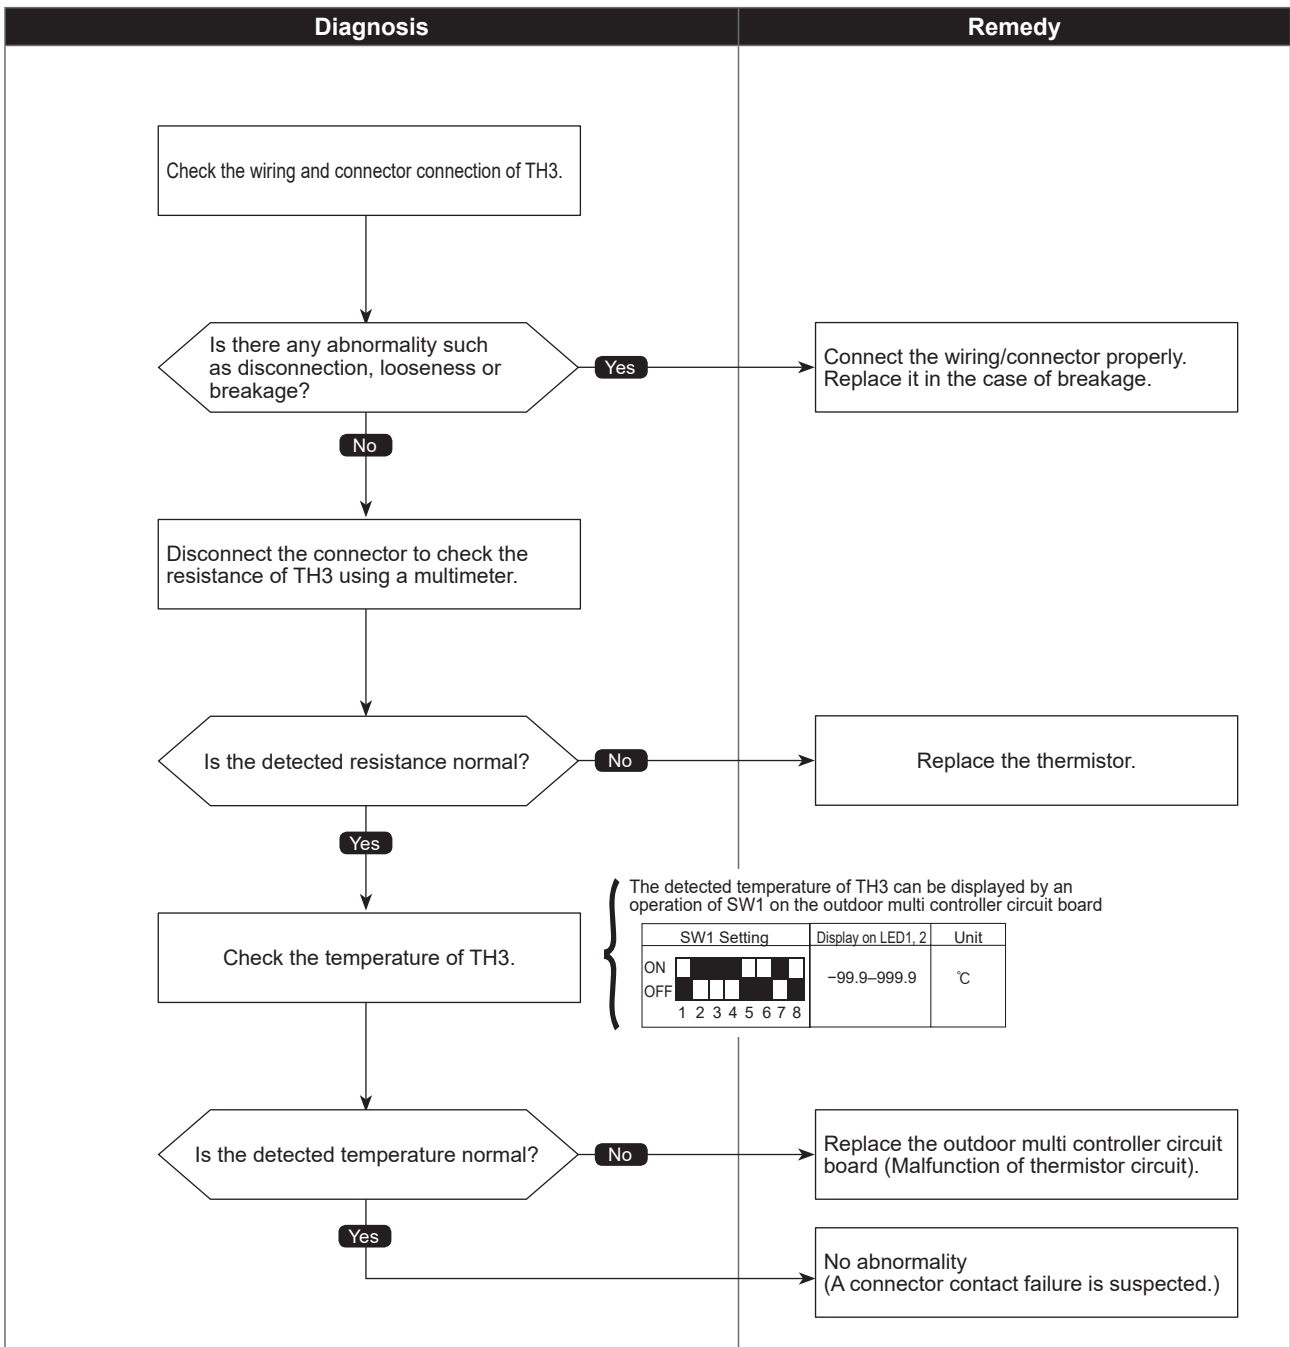 Diagnosis
Remedy
Check the wiring and connector connection of TH3.
Is there any abnormality such
as disconnection, looseness or
breakage?
Yes
Connect the wiring/connector properly.
Replace it in the case of breakage.
No
Disconnect the connector to check the
resistance of TH3 using a multimeter.
Is the detected resistance normal?
No
Replace the thermistor.
Yes
Check the temperature of TH3.
The detected temperature of TH3 can be displayed by an
operation of SW1 on the outdoor multi controller circuit board
SW1 Setting
Display on LED1, 2
Unit
ON
OFF
1 2 3 4 5 6 7 8
−99.9–999.9
℃
Is the detected temperature normal?
No
Replace the outdoor multi controller circuit
board (Malfunction of thermistor circuit).
Yes
No abnormality
(A connector contact failure is suspected.)